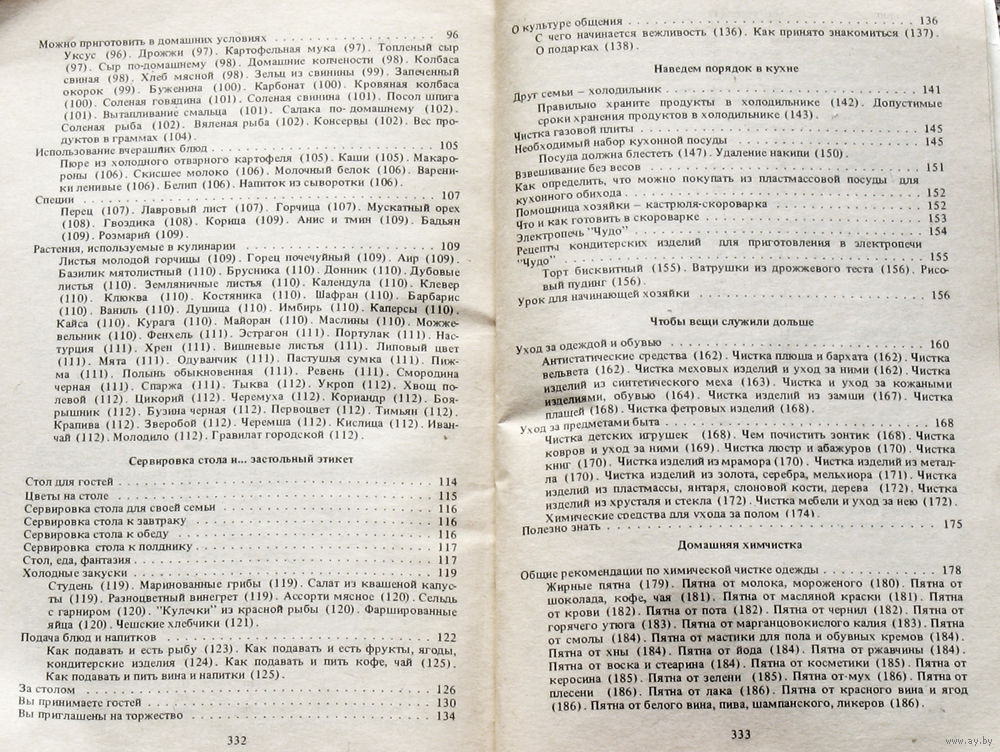 Можно приготовить в домашних условиях . . . . . . . . . . . . . . . . . . 96
Уксус (96). Дрожжи (97). Картофельная мука (97). Топленый сыр
(97). Сыр по-домашнему (98). Домашние копчености (98). Колбаса
свиная (98). Хлеб мясной (98). Зельц из свинины (99). Запеченный
окорок (99). Буженина (100). Карбонат (100). Кровяная колбаса
(100). Соленая говядина (101). Соленая свинина (101). Посол шпига
(101). Вытапливание смальца (101). Салака по-домашнему (102).
Соленая рыба (102). Вяленая рыба (102). Консервы (102). Вес про-
дуктов в граммах (104).
Использование вчерашних блюд . . . . . . . . . . . . . . . . . . 105
Пюре из холодного отварного картофеля (105). Каши (105). Макаро-
роны (106). Скисшее молоко (106). Молочный белок (106). Варени-
ки ленивые (106). Белип (106). Напиток из сыворотки (106).
Специи . . . . . . . . . . . . . . . . . . 107
Перец (107). Лавровый лист (107). Горчица (107). Мускатный орех
(108). Гвоздика (108). Корица (109). Анис и тмин (109). Бадьян
(109). Розмарин (109).
Растения, используемые в кулинарии . . . . . . . . . . . . . . . . . . 109
Листья молодой горчицы (109). Горец почечуйный (109). Аир (109).
Базилик мятолистный (110). Брусника (110). Донник (110). Дубовые
листья (110). Земляничные листья (110). Календула (110). Клевер
(110). Клюква (110). Костяника (110). Шафран (110). Барбарис
(110). Ваниль (110). Душица (110). Имбирь (110). Каперсы (110).
Кайса (110). Курага (110). Майоран (110). Маслины (110). Можже-
вельник (110). Фенхель (111). Эстрагон (111). Портулак (111). Нас-
турция (111). Хрен (111). Вишневые листья (111). Липовый цвет
(111). Мята (111). Одуванчик (111). Пастушья сумка (111). Пиж-
ма (111). Полынь обыкновенная (111). Ревень (111). Смородина
черная (111). Спаржа (111). Тыква (112). Укроп (112). Хвощ по-
левой (112). Цикорий (112). Черемуха (112). Кориандр (112). Боя-
рышник (112). Бузина черная (112). Первоцвет (112). Тимьян (112).
Крапива (112). Зверобой (112). Черемша (112). Кислица (112). Иван-
чай (112). Молодило (112). Гравилат городской (112).
Сервировка стола и... застольный этикет
Стол для гостей . . . . . . . . . . . . . . . . . . 114
Цветы на столе . . . . . . . . . . . . . . . . . . 115
Сервировка стола для своей семьи . . . . . . . . . . . . . . . . . . 116
Сервировка стола к завтраку . . . . . . . . . . . . . . . . . . 116
Сервировка стола к обеду . . . . . . . . . . . . . . . . . . 116
Сервировка стола к полднику . . . . . . . . . . . . . . . . . . 117
Стол, еда, фантазия . . . . . . . . . . . . . . . . . . 117
Холодные закуски . . . . . . . . . . . . . . . . . . 119
Студень (119). Маринованные грибы (119). Салат из квашеной капус-
ты (119). Разноцветный винегрет (119). Ассорти мясное (120). Сельдь
с гарниром (120). "Кулечки" из красной рыбы (120). Фаршированные
яйца (120). Чешские хлебчики (121).
Подача блюд и напитков . . . . . . . . . . . . . . . . . . 122
Как подавать и есть рыбу (123). Как подавать и есть фрукты, ягоды,
кондитерские изделия (124). Как подавать и пить кофе, чай (125).
Как подавать и пить вина и напитки (125).
За столом . . . . . . . . . . . . . . . . . . 126
Вы принимаете гостей . . . . . . . . . . . . . . . . . . 130
Вы приглашены на торжество . . . . . . . . . . . . . . . . . . 134
332
О культуре общения . . . . . . . . . . . . . . . . . . 136
С чего начинается вежливость (136). Как принято знакомиться (137).
О подарках (138).
Наведем порядок в кухне
Друг семьи – холодильник . . . . . . . . . . . . . . . . . . 141
Правильно храните продукты в холодильнике (142). Допустимые
сроки хранения продуктов в холодильнике (143).
Чистка газовой плиты . . . . . . . . . . . . . . . . . . 145
Необходимый набор кухонной посуды . . . . . . . . . . . . . . . . . . 145
Посуда должна блестеть (147). Удаление накипи (150).
Взвешивание без весов . . . . . . . . . . . . . . . . . . 151
Как определить, что можно покупать из пластмассовой посуды для
кухонного обихода . . . . . . . . . . . . . . . . . . 152
Помощница хозяйки – кастрюля-скороварка . . . . . . . . . . . . . . . . . . 152
Что и как готовить в скороварке . . . . . . . . . . . . . . . . . . 153
Электропечь "Чудо" . . . . . . . . . . . . . . . . . . 154
Рецепты кондитерских изделий для приготовления в электропечи
"Чудо" . . . . . . . . . . . . . . . . . . 155
Торт бисквитный (155). Ватрушки из дрожжевого теста (156). Рисо-
вый пудинг (156).
Урок для начинающей хозяйки . . . . . . . . . . . . . . . . . . 156
Чтобы вещи служили дольше
Уход за одеждой и обувью . . . . . . . . . . . . . . . . . . 160
Антистатические средства (162). Чистка плюша и бархата (162). Чистка
вельвета (162). Чистка меховых изделий и уход за ними (162). Чистка
изделий из синтетического меха (163). Чистка и уход за кожаными
изделиями, обувью (164). Чистка изделий из замши (167). Чистка
плащей (168). Чистка фетровых изделий (168).
Уход за предметами быта . . . . . . . . . . . . . . . . . . 168
Чистка детских игрушек (168). Чем почистить зонтик (168). Чистка
ковров и уход за ними (169). Чистка люстр и абажуров (170). Чистка
книг (170). Чистка изделий из мрамора (170). Чистка изделий из метал-
ла (170). Чистка изделий из золота, серебра, мельхиора (171). Чистка
изделий из пластмассы, янтаря, слоновой кости, дерева (172). Чистка
изделий из хрусталя и стекла (172). Чистка мебели и уход за нею (172).
Химические средства для ухода за полом (174).
Полезно знать . . . . . . . . . . . . . . . . . . 175
Домашняя химчистка
Общие рекомендации по химической чистке одежды . . . . . . . . . . . . . . . . . . 178
Жирные пятна (179). Пятна от молока, мороженого (180). Пятна от
шоколада, кофе, чая (181). Пятна от масляной краски (181). Пятна
от крови (182). Пятна от пота (182). Пятна от чернил (182). Пятна от
горячего утюга (183). Пятна от марганцовокислого калия (183). Пятна
от смолы (184). Пятна от мастики для пола и обувных кремов (184).
Пятна от хны (184). Пятна от йода (184). Пятна от ржавчины (184).
Пятна от воска и стеарина (184). Пятна от косметики (185). Пятна от
керосина (185). Пятна от зелени (185). Пятна от мух (186). Пятна от
плесени (186). Пятна от лака (186). Пятна от красного вина и ягод
(186). Пятна от белого вина, пива, шампанского, ликеров (186).
333
www.ay.by